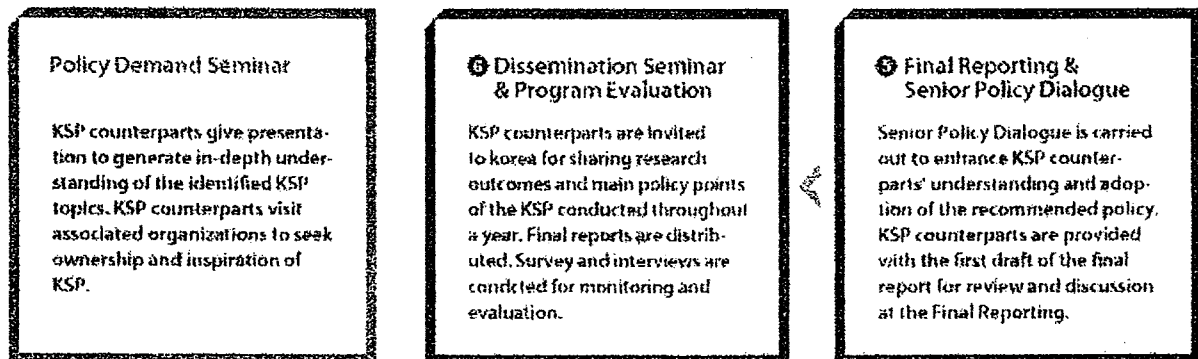 Policy Demand Seminar
KSP counterparts give presenta-
tion to generate in-depth under-
standing of the identified KSP
topics. KSP counterparts visit
associated organizations to seek
ownership and inspiration of
KSP.
❻ Dissemination Seminar
& Program Evaluation
KSP counterparts are invited
to korea for sharing research
outcomes and main policy points
of the KSP conducted throughout
a year. Final reports are distrib-
uted. Survey and interviews are
condcted for monitoring and
evaluation.
❺ Final Reporting &
Senior Policy Dialogue
Senior Policy Dialogue is carried
out to enhance KSP counter-
parts' understanding and adop-
tion of the recommended policy.
KSP counterparts are provided
with the first draft of the final
report for review and discussion
at the Final Reporting.